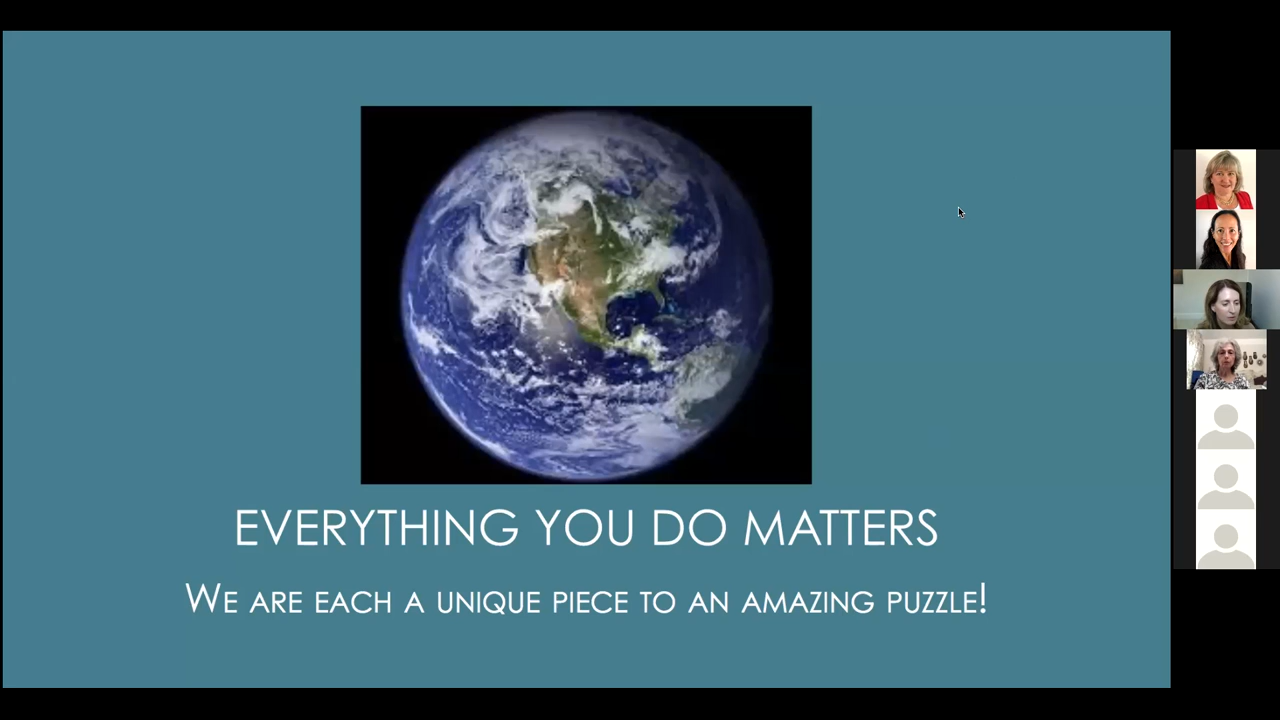 EVERYTHING YOU DO MATTERS
WE ARE EACH A UNIQUE PIECE TO AN AMAZING PUZZLE!